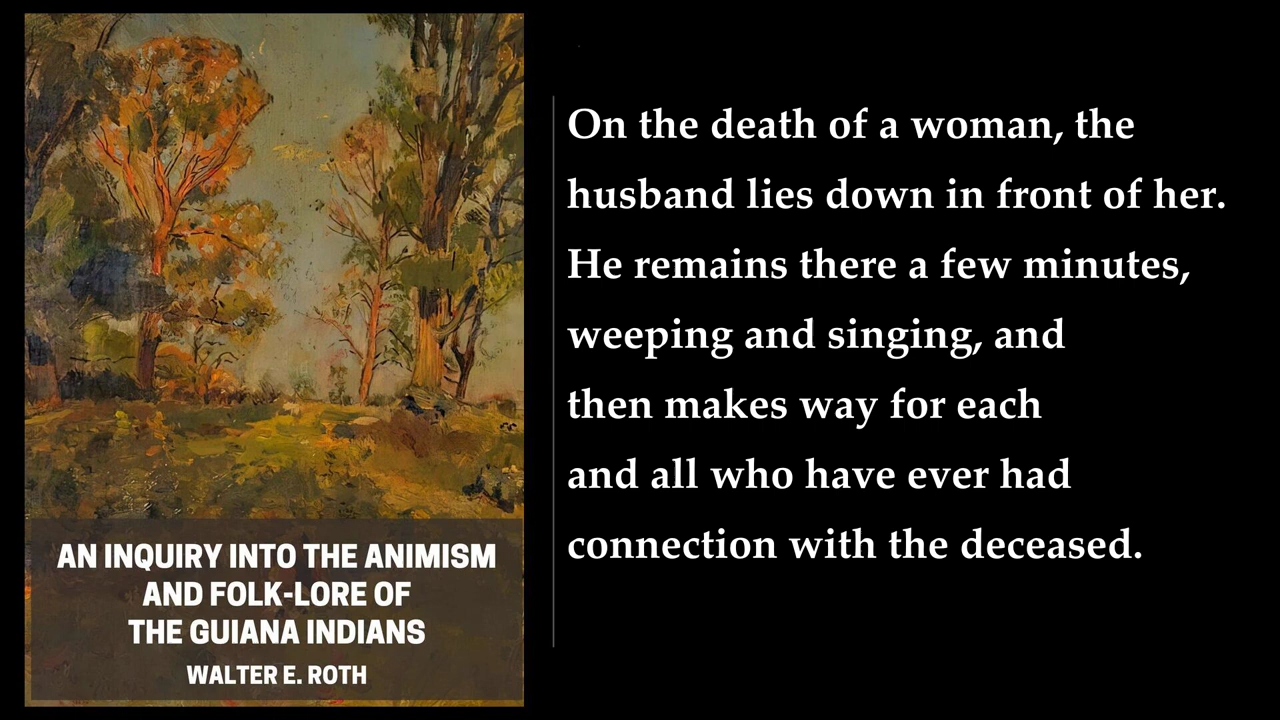 AN INQUIRY INTO THE ANIMISM
AND FOLK-LORE OF
THE GUIANA INDIANS
WALTER E. ROTH
On the death of a woman, the
husband lies down in front of her.
He remains there a few minutes,
weeping and singing, and
then makes way for each
and all who have ever had
connection with the deceased.